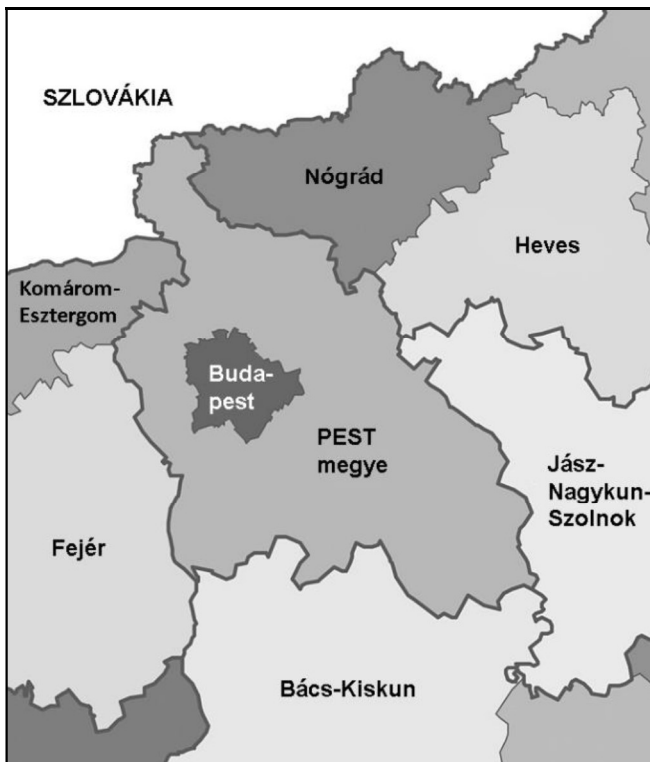 SZLOVÁKIA
Nógrád
Heves
Komárom-
Esztergom
Buda-
pest
PEST
megye
Jász-
Nagykun-
Szolnok
Fejér
Bács-Kiskun